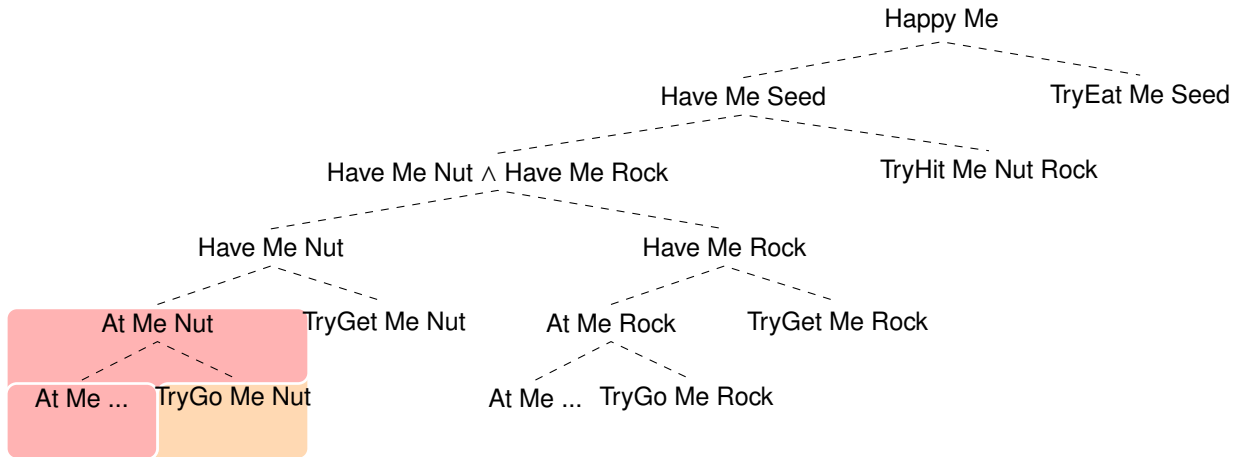 Happy Me
Have Me Seed
TryEat Me Seed
Have Me Nut ∧ Have Me Rock
TryHit Me Nut Rock
Have Me Nut
Have Me Rock
At Me Nut
TryGet Me Nut
At Me Rock
TryGet Me Rock
At Me ...
TryGo Me Nut
At Me ...
TryGo Me Rock